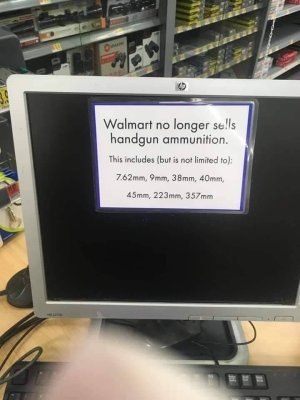 hp
Walmart no longer sells
handgun ammunition.
This includes (but is not limited to):
7.62mm, 9mm, 38mm, 40mm,
45mm, 223mm, 357mm